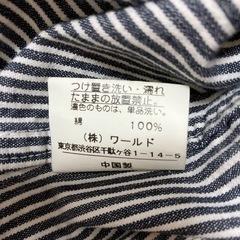 つけ置き洗い・濡れ
たままの放置禁止。
濃色のものは、単品洗い。
綿 100%
(株)ワールド
東京都渋谷区千駄ケ谷1-14-5
中国製